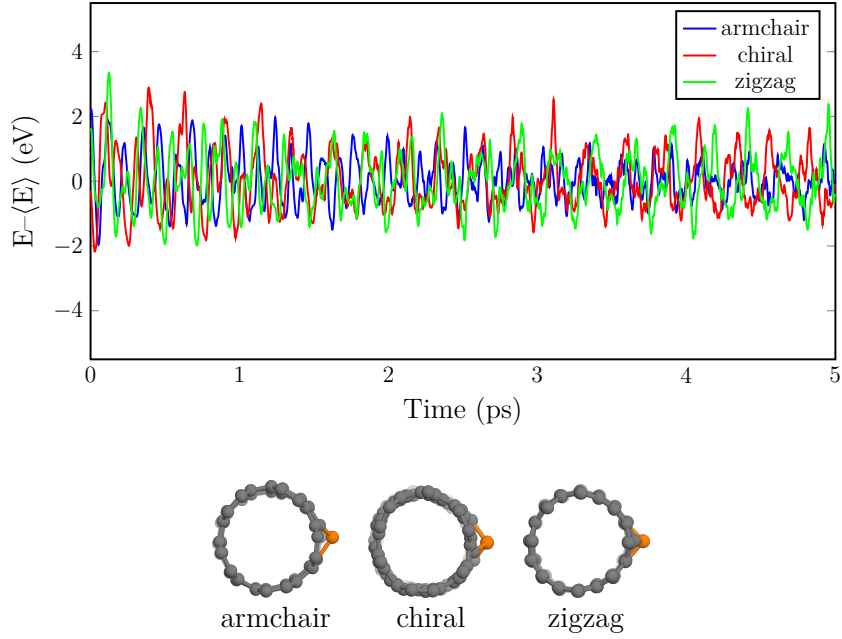 armchair
chiral
zigzag
4
2
0
−2
−4
E–⟨E⟩ (eV)
0 1 2 3 4 5
Time (ps)
armchair chiral zigzag